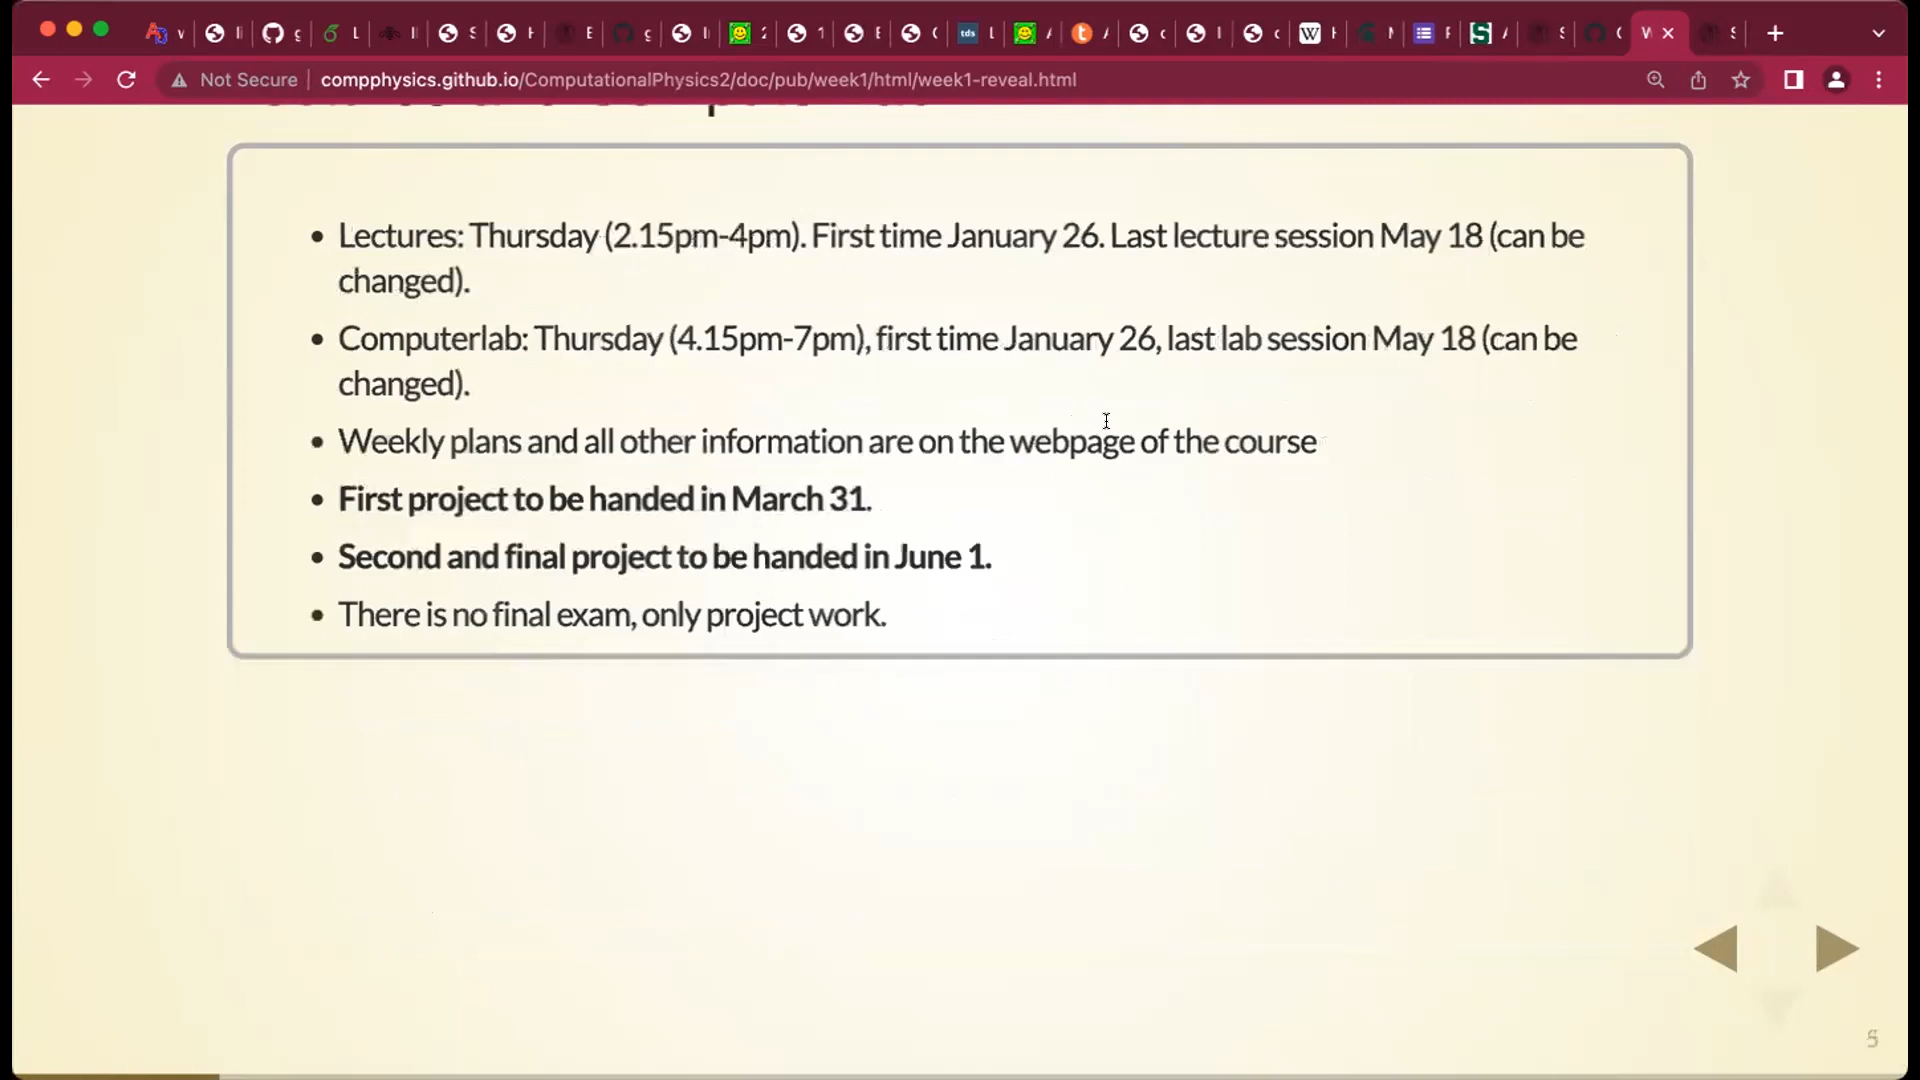 Not Secure compphysics.github.io/ComputationalPhysics2/doc/pub/week1/html/week1-reveal.html
• Lectures: Thursday (2.15pm-4pm). First time January 26. Last lecture session May 18 (can be
changed).
• Computerlab: Thursday (4.15pm-7pm), first time January 26, last lab session May 18 (can be
changed).
• Weekly plans and all other information are on the webpage of the course
• First project to be handed in March 31.
• Second and final project to be handed in June 1.
• There is no final exam, only project work.
5